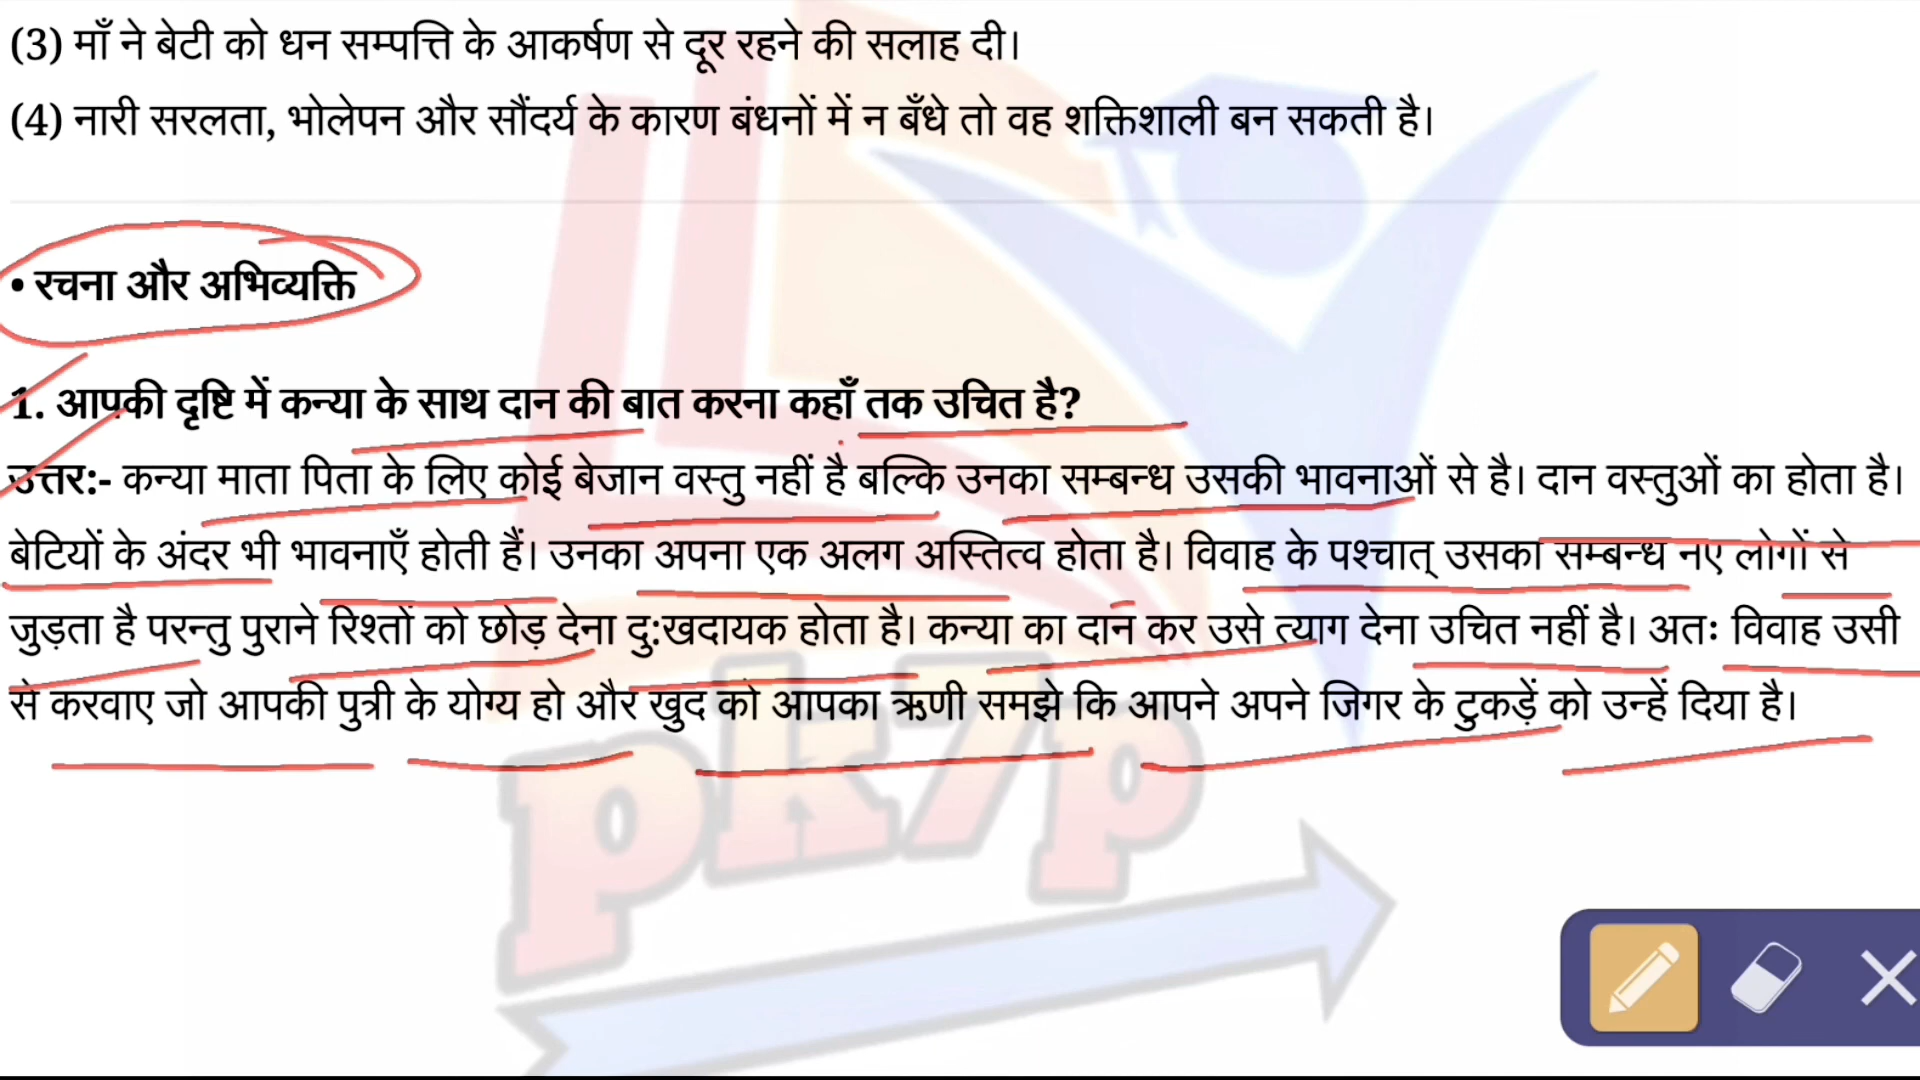 (3) माँ ने बेटी को धन सम्पत्ति के आकर्षण से दूर रहने की सलाह दी।
(4) नारी सरलता, भोलेपन और सौंदर्य के कारण बंधनों में न बँधे तो वह शक्तिशाली बन सकती है।
• रचना और अभिव्यक्ति
1. आपकी दृष्टि में कन्या के साथ दान की बात करना कहाँ तक उचित है?
उत्तर:- कन्या माता पिता के लिए कोई बेजान वस्तु नहीं है बल्कि उनका सम्बन्ध उसकी भावनाओं से है। दान वस्तुओं का होता है।
बेटियों के अंदर भी भावनाएँ होती हैं। उनका अपना एक अलग अस्तित्व होता है। विवाह के पश्चात् उसका सम्बन्ध नए लोगों से
जुड़ता है परन्तु पुराने रिश्तों को छोड़ देना दु:खदायक होता है। कन्या का दान कर उसे त्याग देना उचित नहीं है। अतः विवाह उसी
से करवाए जो आपकी पुत्री के योग्य हो और खुद को आपका ऋणी समझे कि आपने अपने जिगर के टुकड़ें को उन्हें दिया है।
pk7p